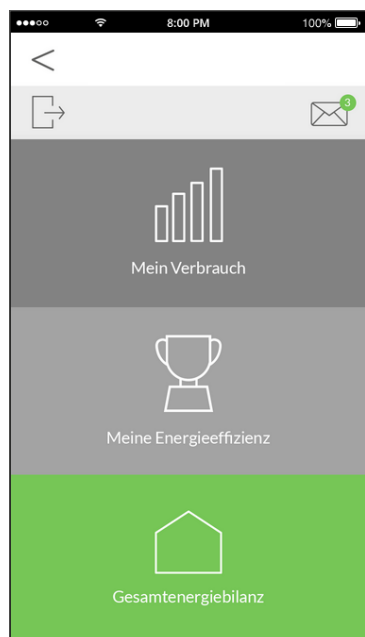 8:00 PM 100%
3
Mein Verbrauch
Meine Energieeffizienz
Gesamtenergiebilanz